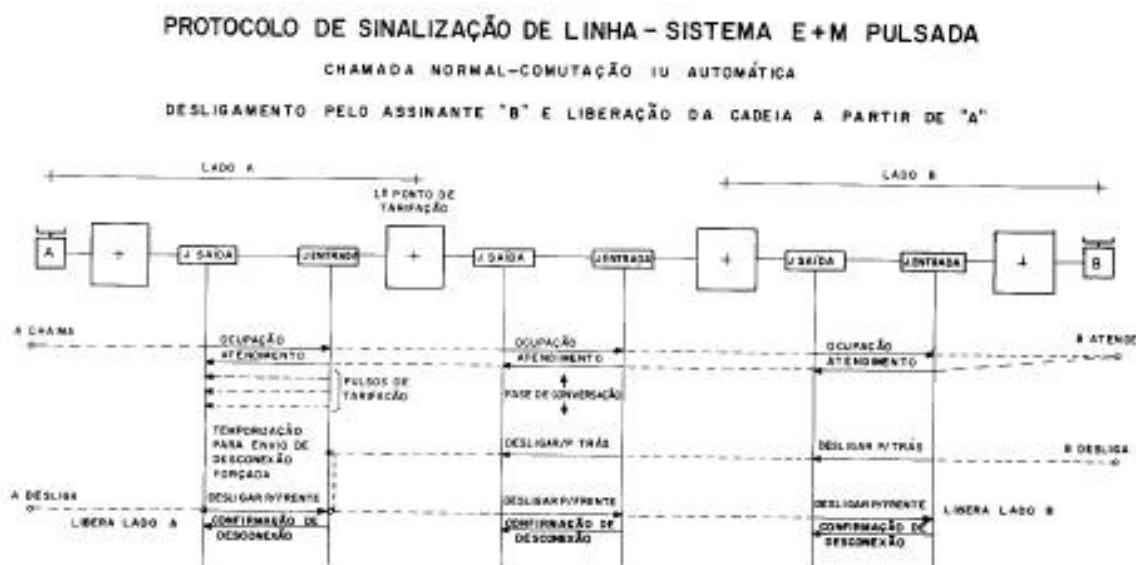 PROTOCOLO DE SINALIZAÇÃO DE LINHA - SISTEMA E+M PULSADA
CHAMADA NORMAL-COMUTAÇÃO IU AUTOMÁTICA
DESLIGAMENTO PELO ASSINANTE "B" E LIBERAÇÃO DA CADEIA A PARTIR DE "A"
LADO A
LADO B
1º PONTO DE
TARIFAÇÃO
A + J. SAÍDA J.ENTRADA + J. SAÍDA J.ENTRADA + J. SAÍDA J.ENTRADA + B
A CHAMA
OCUPAÇÃO OCUPAÇÃO OCUPAÇÃO
B ATENDE
ATENDIMENTO ATENDIMENTO ATENDIMENTO
PULSOS DE
TARIFAÇÃO
FASE DE CONVERSAÇÃO
TEMPORIZAÇÃO
PARA ENVIO DE
DESCONEXÃO
FORÇADA
DESLIGAR/P TRÁS
DESLIGAR P/TRÁS
B DESLIGA
A DESLIGA
DESLIGAR P/FRENTE DESLIGAR P/FRENTE DESLIGAR P/FRENTE
LIBERA LADO A
LIBERA LADO B
CONFIRMAÇÃO DE
DESCONEXÃO
CONFIRMAÇÃO DE
DESCONEXÃO
CONFIRMAÇÃO DE
DESCONEXÃO